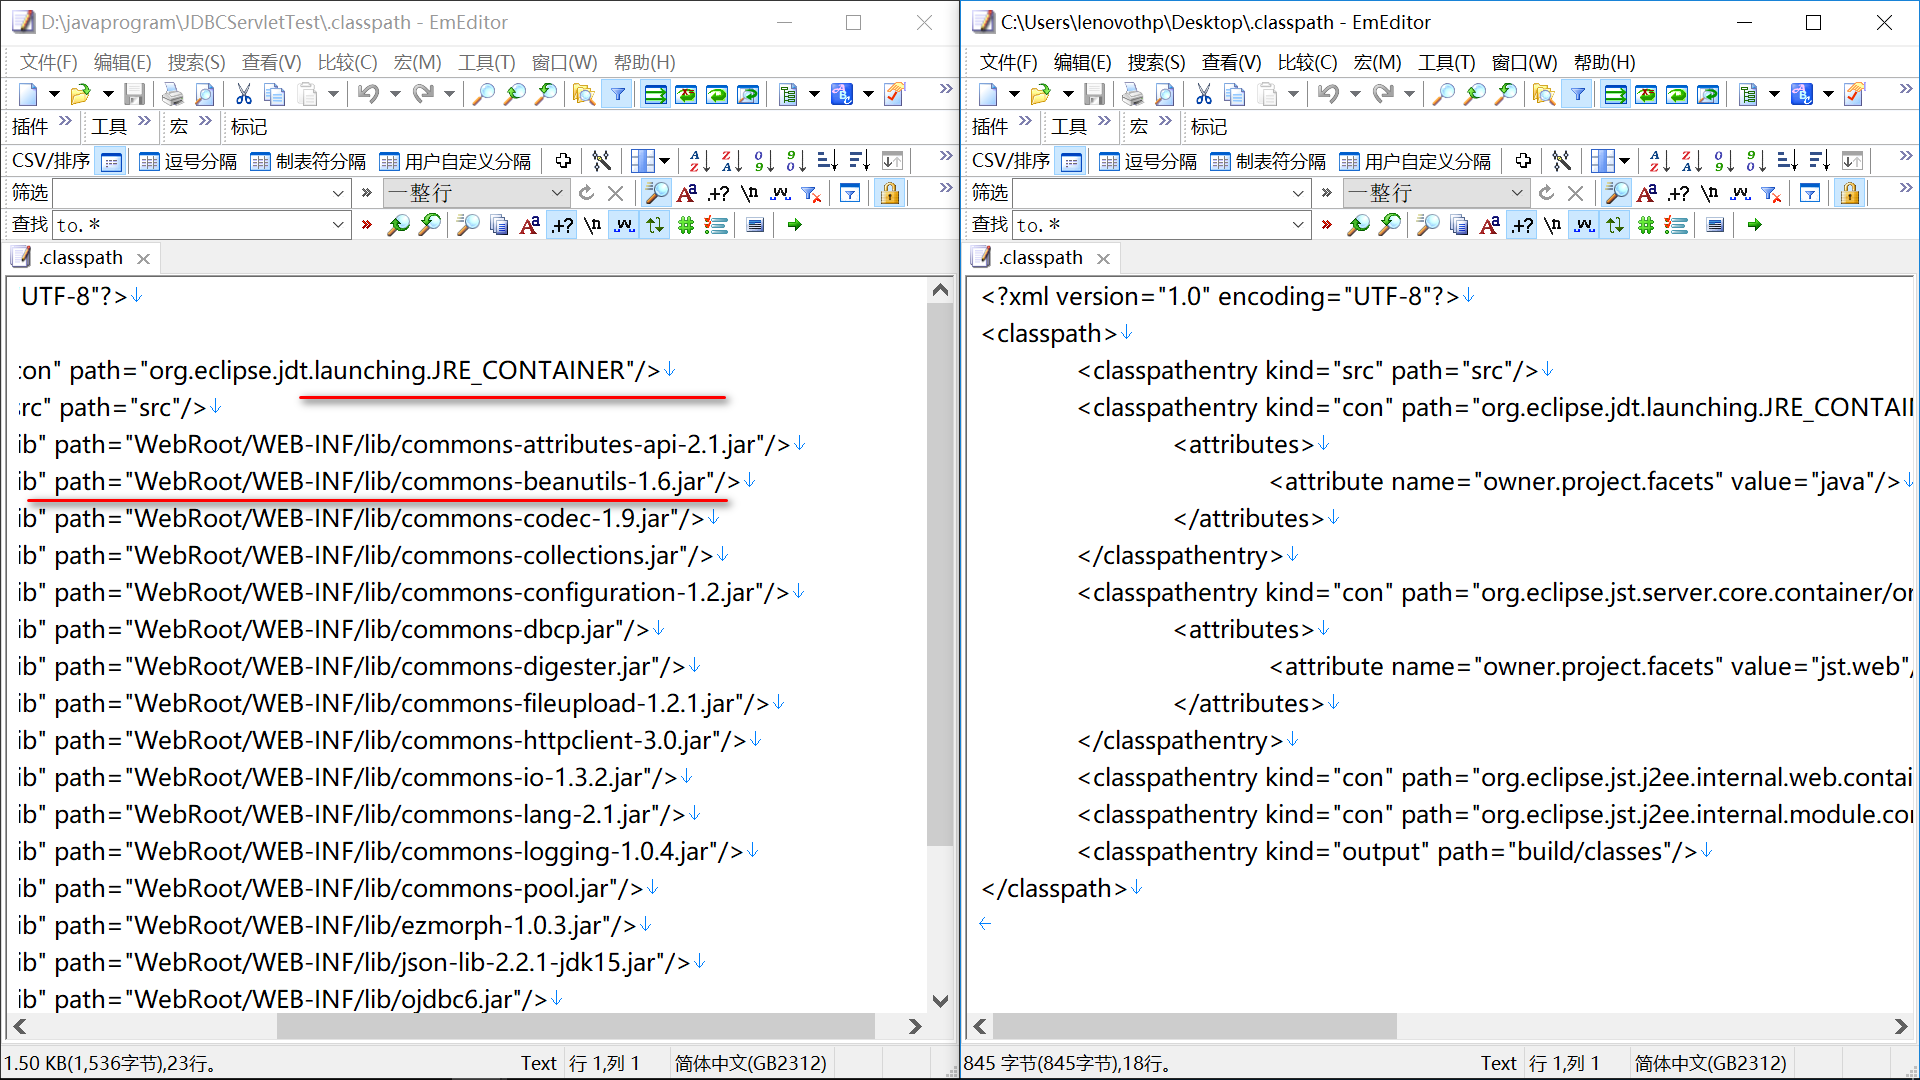 D:\javaprogram\JDBCServletTest\.classpath - EmEditor
文件(F) 编辑(E) 搜索(S) 查看(V) 比较(C) 宏(M) 工具(T) 窗口(W) 帮助(H)
插件 » 工具 » 宏 » 标记
CSV/排序 逗号分隔 制表符分隔 用户自定义分隔
筛选 » 一整行
查找 to.* »
.classpath
UTF-8"?>↓
con" path="org.eclipse.jdt.launching.JRE_CONTAINER"/>↓
src" path="src"/>↓
ib" path="WebRoot/WEB-INF/lib/commons-attributes-api-2.1.jar"/>↓
ib" path="WebRoot/WEB-INF/lib/commons-beanutils-1.6.jar"/>↓
ib" path="WebRoot/WEB-INF/lib/commons-codec-1.9.jar"/>↓
ib" path="WebRoot/WEB-INF/lib/commons-collections.jar"/>↓
ib" path="WebRoot/WEB-INF/lib/commons-configuration-1.2.jar"/>↓
ib" path="WebRoot/WEB-INF/lib/commons-dbcp.jar"/>↓
ib" path="WebRoot/WEB-INF/lib/commons-digester.jar"/>↓
ib" path="WebRoot/WEB-INF/lib/commons-fileupload-1.2.1.jar"/>↓
ib" path="WebRoot/WEB-INF/lib/commons-httpclient-3.0.jar"/>↓
ib" path="WebRoot/WEB-INF/lib/commons-io-1.3.2.jar"/>↓
ib" path="WebRoot/WEB-INF/lib/commons-lang-2.1.jar"/>↓
ib" path="WebRoot/WEB-INF/lib/commons-logging-1.0.4.jar"/>↓
ib" path="WebRoot/WEB-INF/lib/commons-pool.jar"/>↓
ib" path="WebRoot/WEB-INF/lib/ezmorph-1.0.3.jar"/>↓
ib" path="WebRoot/WEB-INF/lib/json-lib-2.2.1-jdk15.jar"/>↓
ib" path="WebRoot/WEB-INF/lib/ojdbc6.jar"/>↓
1.50 KB(1,536字节),23行。 Text 行 1,列 1 简体中文(GB2312)
C:\Users\lenovothp\Desktop\.classpath - EmEditor
文件(F) 编辑(E) 搜索(S) 查看(V) 比较(C) 宏(M) 工具(T) 窗口(W) 帮助(H)
插件 » 工具 » 宏 » 标记
CSV/排序 逗号分隔 制表符分隔 用户自定义分隔
筛选 » 一整行
查找 to.* »
.classpath
<?xml version="1.0" encoding="UTF-8"?>↓
<classpath>↓
<classpathentry kind="src" path="src"/>↓
<classpathentry kind="con" path="org.eclipse.jdt.launching.JRE_CONTAI
<attributes>↓
<attribute name="owner.project.facets" value="java"/>↓
</attributes>↓
</classpathentry>↓
<classpathentry kind="con" path="org.eclipse.jst.server.core.container/or
<attributes>↓
<attribute name="owner.project.facets" value="jst.web"/
</attributes>↓
</classpathentry>↓
<classpathentry kind="con" path="org.eclipse.jst.j2ee.internal.web.contai
<classpathentry kind="con" path="org.eclipse.jst.j2ee.internal.module.con
<classpathentry kind="output" path="build/classes"/>↓
</classpath>↓
←
845 字节(845字节),18行。 Text 行 1,列 1 简体中文(GB2312)